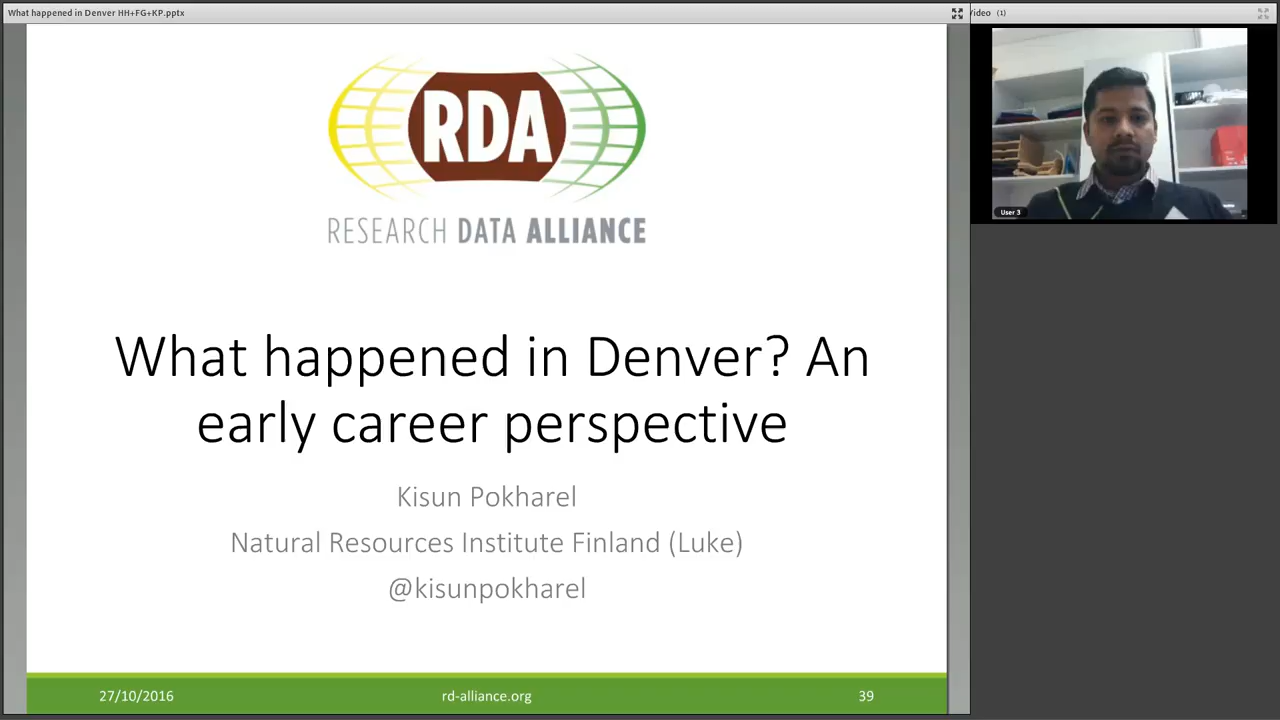 What happened in Denver HH+FG+KP.pptx
Video (1)
RDA
RESEARCH DATA ALLIANCE
User 3
What happened in Denver? An
early career perspective
Kisun Pokharel
Natural Resources Institute Finland (Luke)
@kisunpokharel
27/10/2016
rd-alliance.org
39